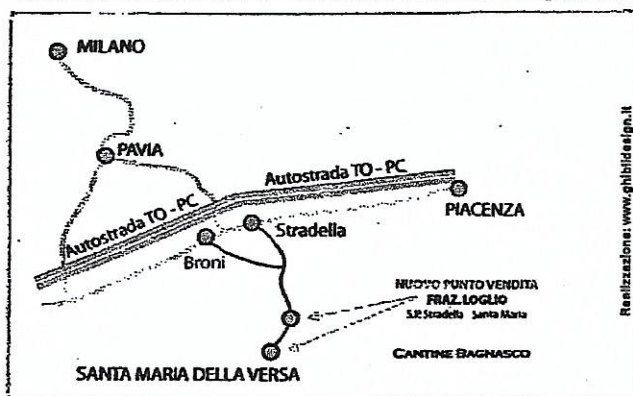 MILANO
PAVIA
Autostrada TO - PC
Autostrada TO - PC
PIACENZA
Stradella
Broni
NUOVO PUNTO VENDITA
FRAZ. LOGLIO
S.P. Stradella Santa Maria
CANTINE BAGNASCO
SANTA MARIA DELLA VERSA
Realizzazione: www.ghiblidesign.it